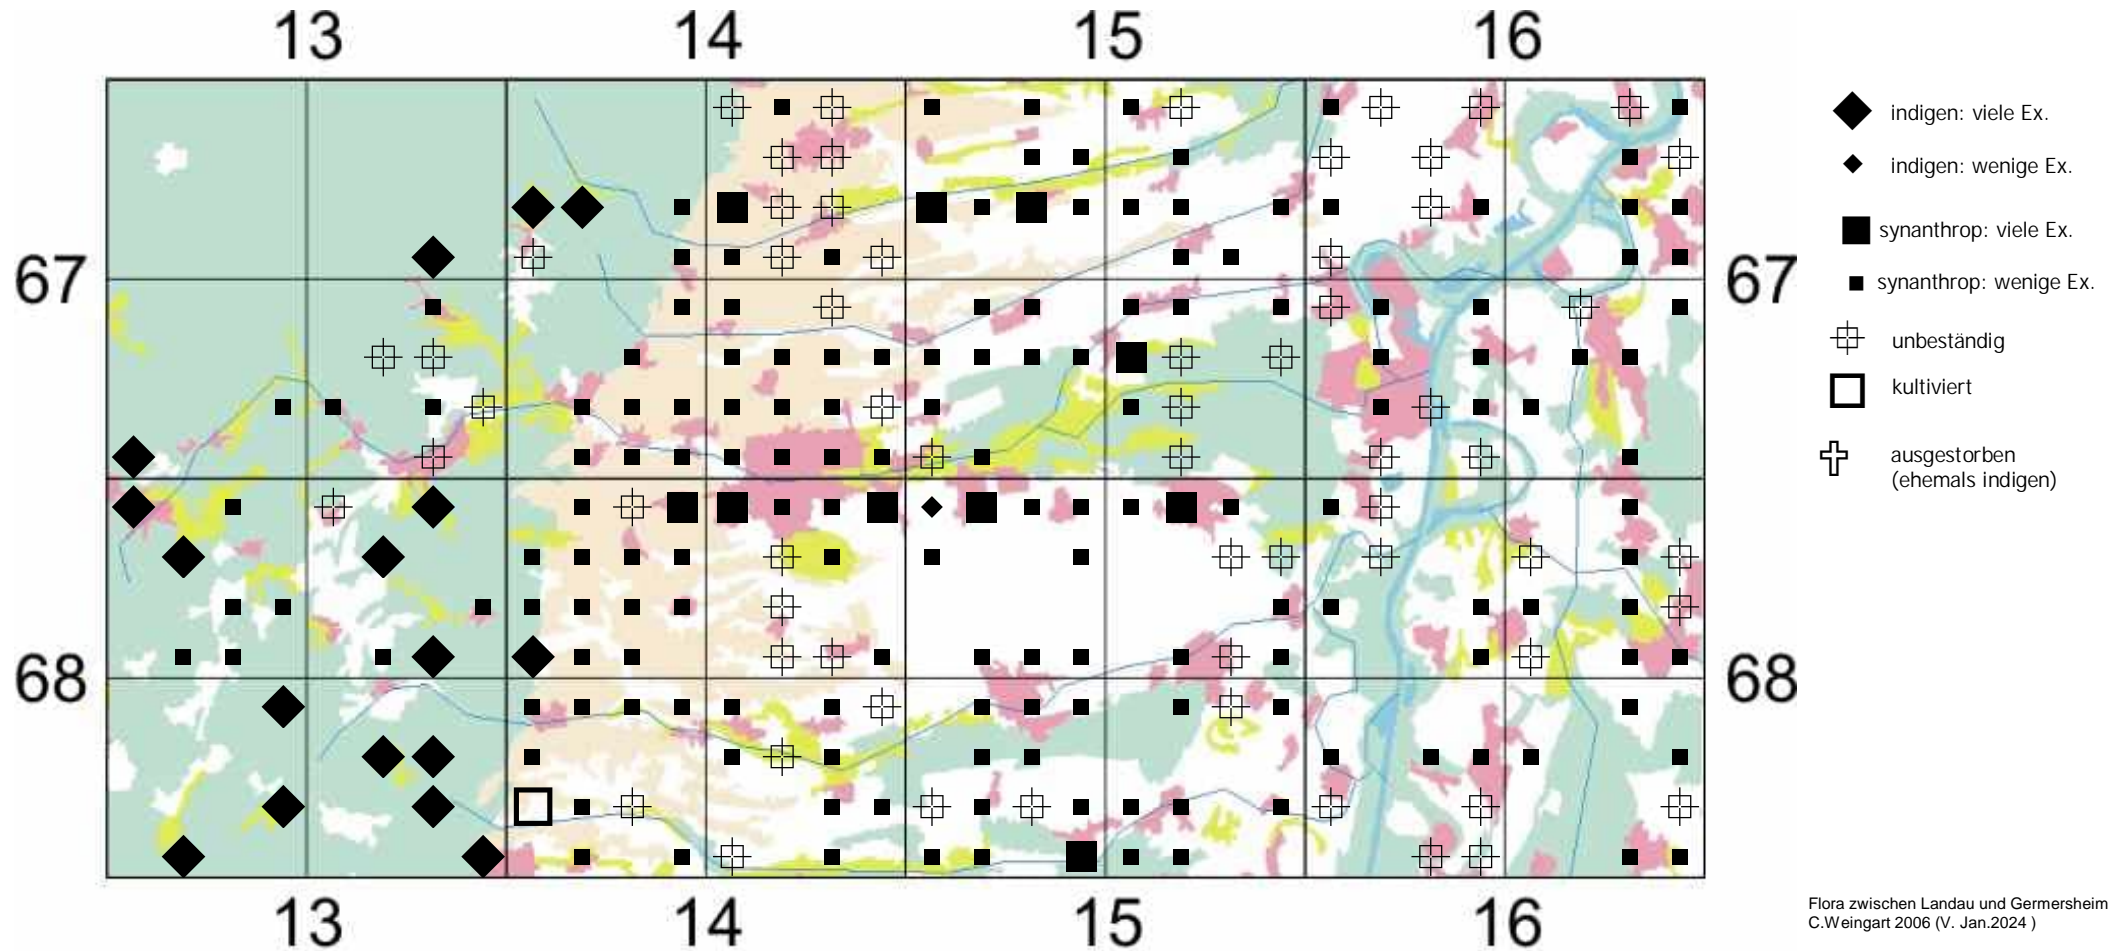 13 14 15 16
indigen: viele Ex.
indigen: wenige Ex.
synanthrop: viele Ex.
67 67
synanthrop: wenige Ex.
unbeständig
kultiviert
ausgestorben
(ehemals indigen)
68 68
13 14 15 16
Flora zwischen Landau und Germersheim
C.Weingart 2006 (V. Jan.2024 )